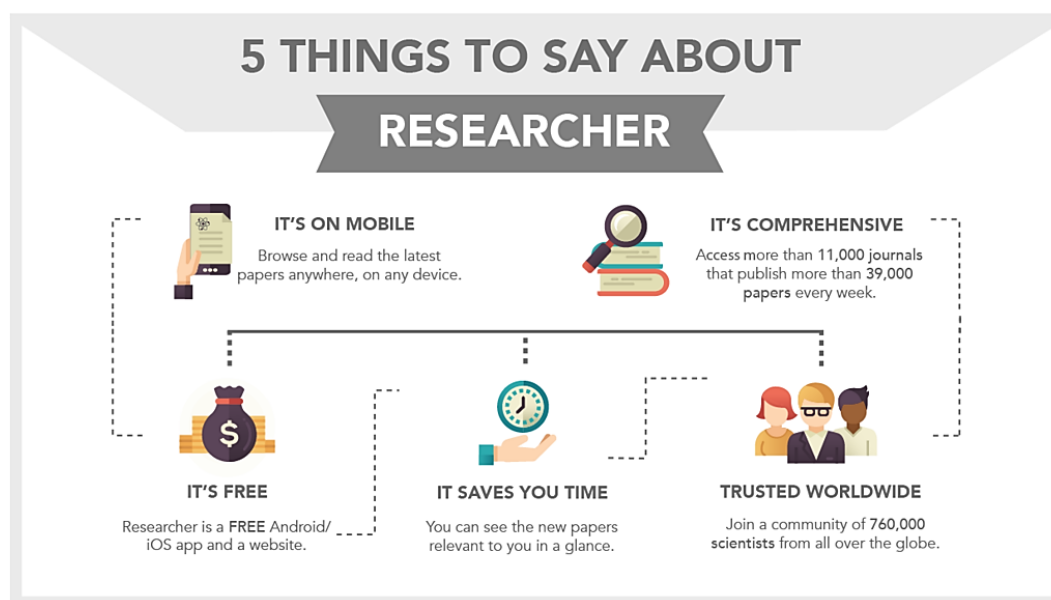 5 THINGS TO SAY ABOUT
RESEARCHER
IT'S ON MOBILE
Browse and read the latest
papers anywhere, on any device.
IT'S COMPREHENSIVE
Access more than 11,000 journals
that publish more than 39,000
papers every week.
$
IT'S FREE
Researcher is a FREE Android/
iOS app and a website.
IT SAVES YOU TIME
You can see the new papers
relevant to you in a glance.
TRUSTED WORLDWIDE
Join a community of 760,000
scientists from all over the globe.